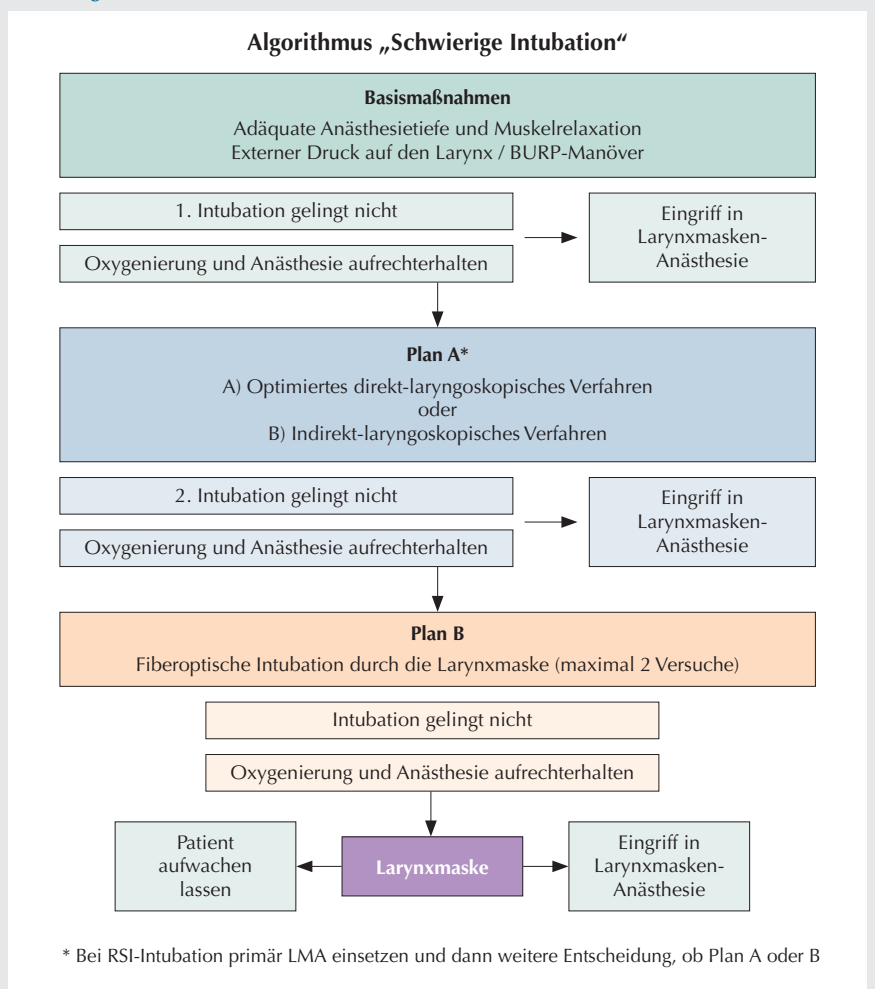 Algorithmus „Schwierige Intubation“
Basismaßnahmen
Adäquate Anästhesietiefe und Muskelrelaxation
Externer Druck auf den Larynx / BURP-Manöver
1. Intubation gelingt nicht
Oxygenierung und Anästhesie aufrechterhalten
Eingriff in
Larynxmasken-
Anästhesie
Plan A*
A) Optimiertes direkt-laryngoskopisches Verfahren
oder
B) Indirekt-laryngoskopisches Verfahren
2. Intubation gelingt nicht
Oxygenierung und Anästhesie aufrechterhalten
Eingriff in
Larynxmasken-
Anästhesie
Plan B
Fiberoptische Intubation durch die Larynxmaske (maximal 2 Versuche)
Intubation gelingt nicht
Oxygenierung und Anästhesie aufrechterhalten
Patient
aufwachen
lassen
Larynxmaske
Eingriff in
Larynxmasken-
Anästhesie
* Bei RSI-Intubation primär LMA einsetzen und dann weitere Entscheidung, ob Plan A oder B